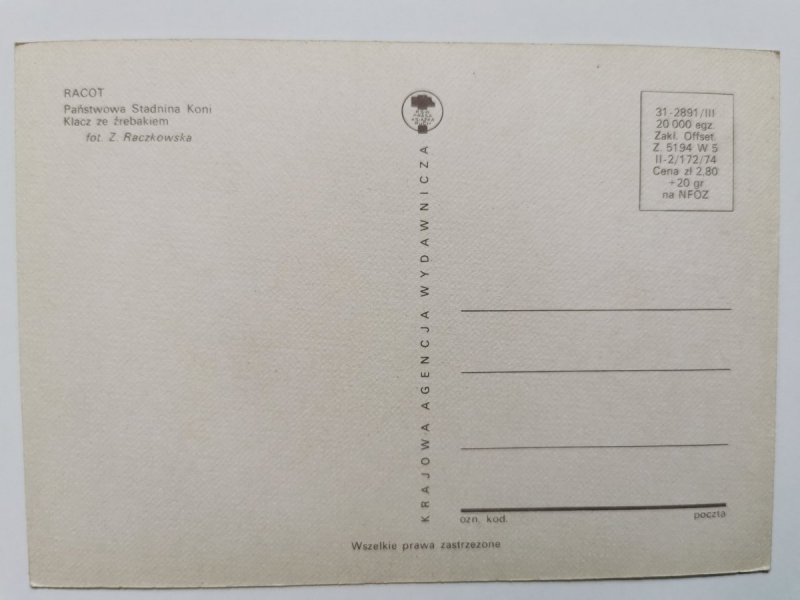 RACOT
Państwowa Stadnina Koni
Klacz ze źrebakiem
fot. Z. Raczkowska
KRAJOWA AGENCJA WYDAWNICZA
31-2891/III
20 000 egz.
Zakł. Offset.
Z. 5194 W 5
II-2/172/74
Cena zł 2,80
+20 gr
na NFOZ
ozn. kod.
poczta
Wszelkie prawa zastrzeżone